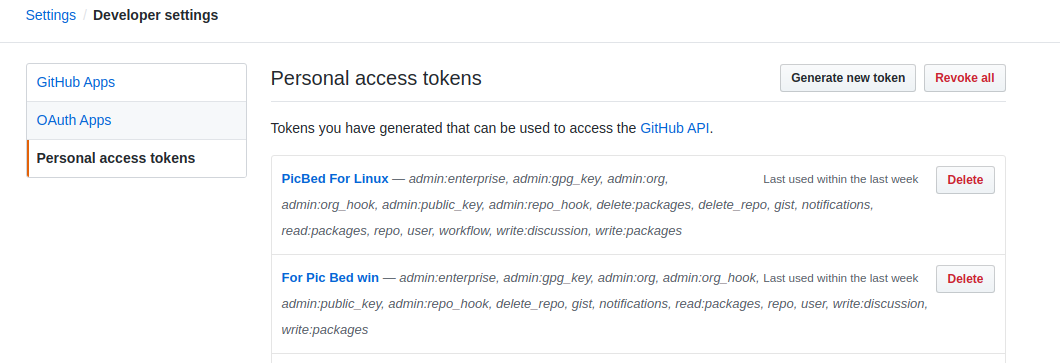 Settings / Developer settings
GitHub Apps
OAuth Apps
Personal access tokens
Personal access tokens
Generate new token
Revoke all
Tokens you have generated that can be used to access the GitHub API.
PicBed For Linux — admin:enterprise, admin:gpg_key, admin:org,
Last used within the last week
Delete
admin:org_hook, admin:public_key, admin:repo_hook, delete:packages, delete_repo, gist, notifications,
read:packages, repo, user, workflow, write:discussion, write:packages
For Pic Bed win — admin:enterprise, admin:gpg_key, admin:org, admin:org_hook,
Last used within the last week
Delete
admin:public_key, admin:repo_hook, delete_repo, gist, notifications, read:packages, repo, user, write:discussion,
write:packages